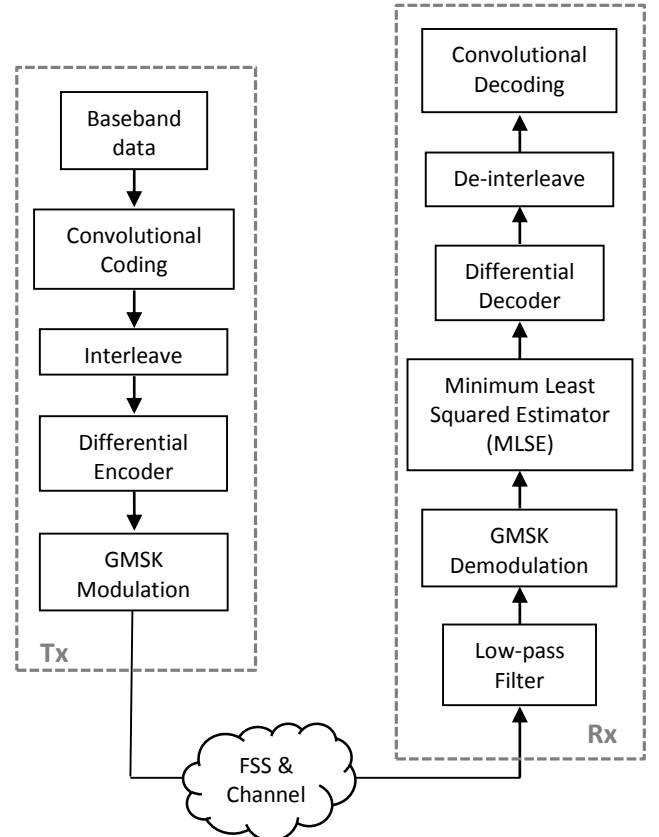 Baseband
data
Convolutional
Coding
Interleave
Differential
Encoder
GMSK
Modulation
Tx
FSS &
Channel
Convolutional
Decoding
De-interleave
Differential
Decoder
Minimum Least
Squared Estimator
(MLSE)
GMSK
Demodulation
Low-pass
Filter
Rx